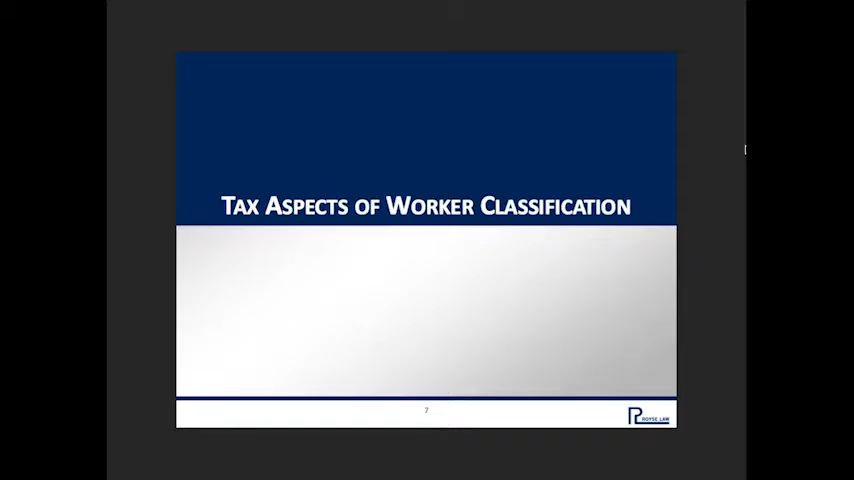 TAX ASPECTS OF WORKER CLASSIFICATION
7
ROYSE LAW